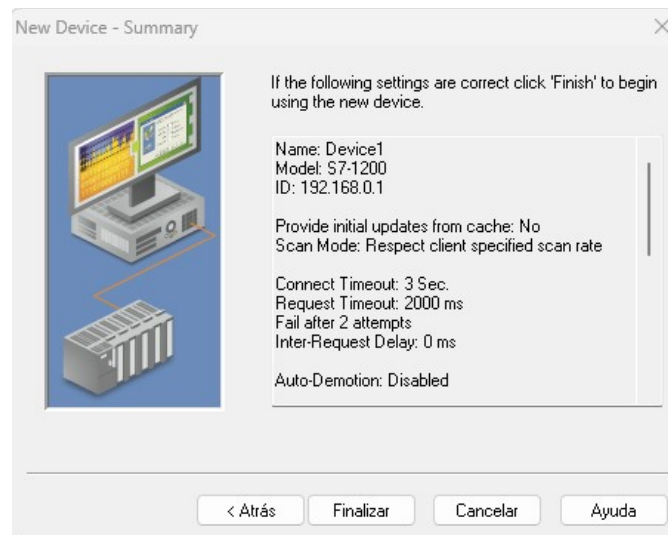 New Device - Summary
If the following settings are correct click 'Finish' to begin
using the new device.
Name: Device1
Model: S7-1200
ID: 192.168.0.1
Provide initial updates from cache: No
Scan Mode: Respect client specified scan rate
Connect Timeout: 3 Sec.
Request Timeout: 2000 ms
Fail after 2 attempts
Inter-Request Delay: 0 ms
Auto-Demotion: Disabled
< Atrás Finalizar Cancelar Ayuda